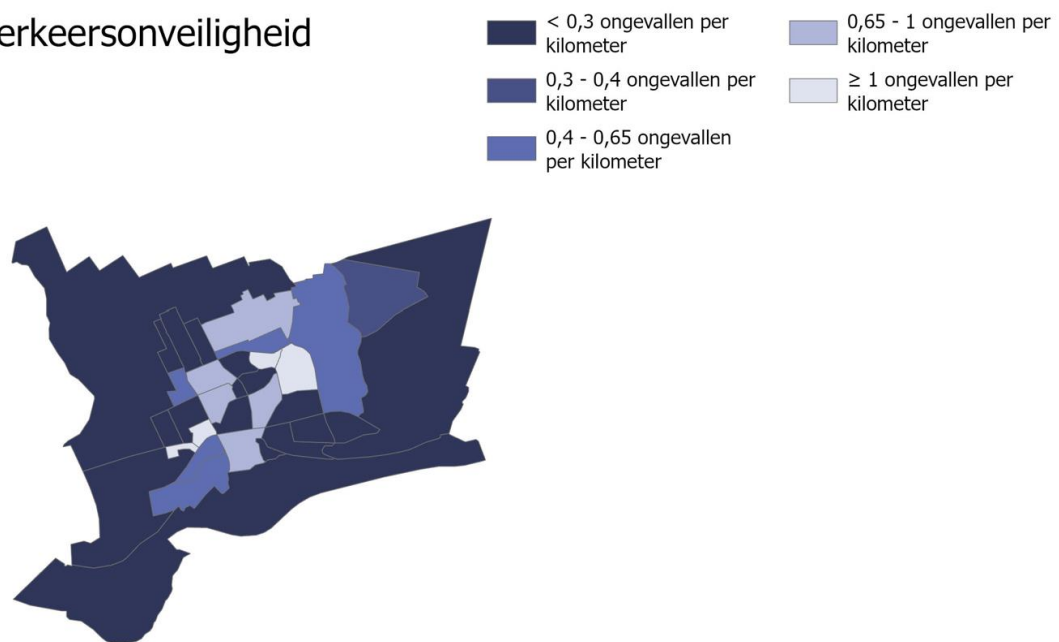 erkeersonveiligheid
< 0,3 ongevallen per
kilometer
0,3 - 0,4 ongevallen per
kilometer
0,4 - 0,65 ongevallen
per kilometer
0,65 - 1 ongevallen per
kilometer
≥ 1 ongevallen per
kilometer